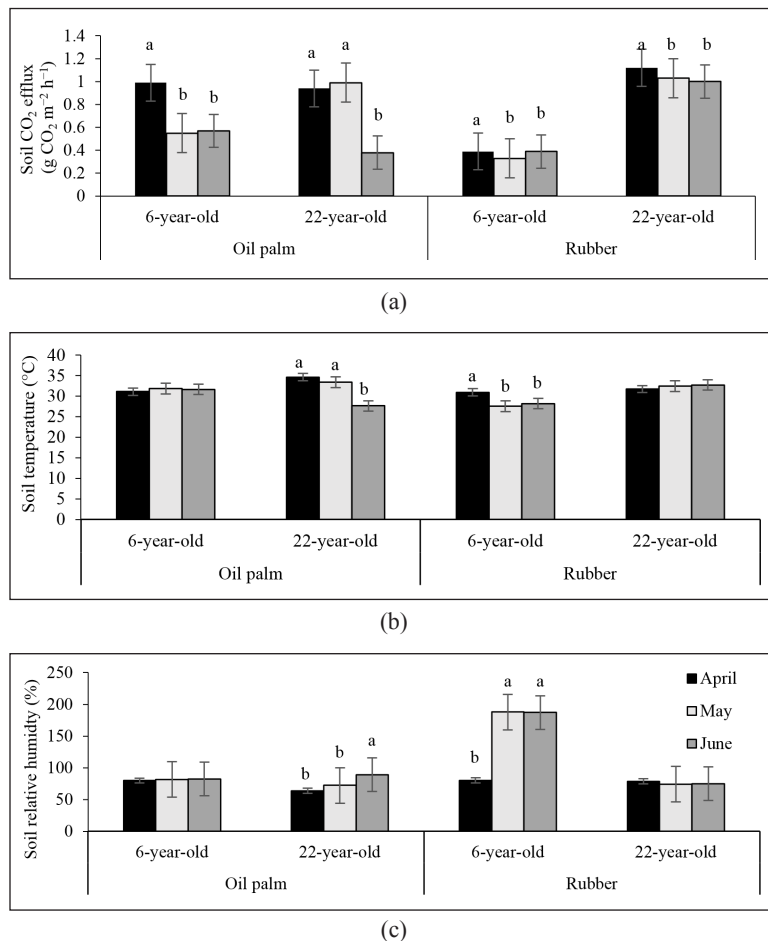 1.4
1.2
1
0.8
0.6
0.4
0.2
0
Soil CO₂ efflux
(g CO₂ m⁻² h⁻¹)
a b b a a b a b b a b b
6-year-old 22-year-old 6-year-old 22-year-old
Oil palm Rubber
(a)
40
35
30
25
20
15
10
5
0
Soil temperature (°C)
a a b a b b
6-year-old 22-year-old 6-year-old 22-year-old
Oil palm Rubber
(b)
250
200
150
100
50
0
Soil relative humidty (%)
b b a b a a
April
May
June
6-year-old 22-year-old 6-year-old 22-year-old
Oil palm Rubber
(c)